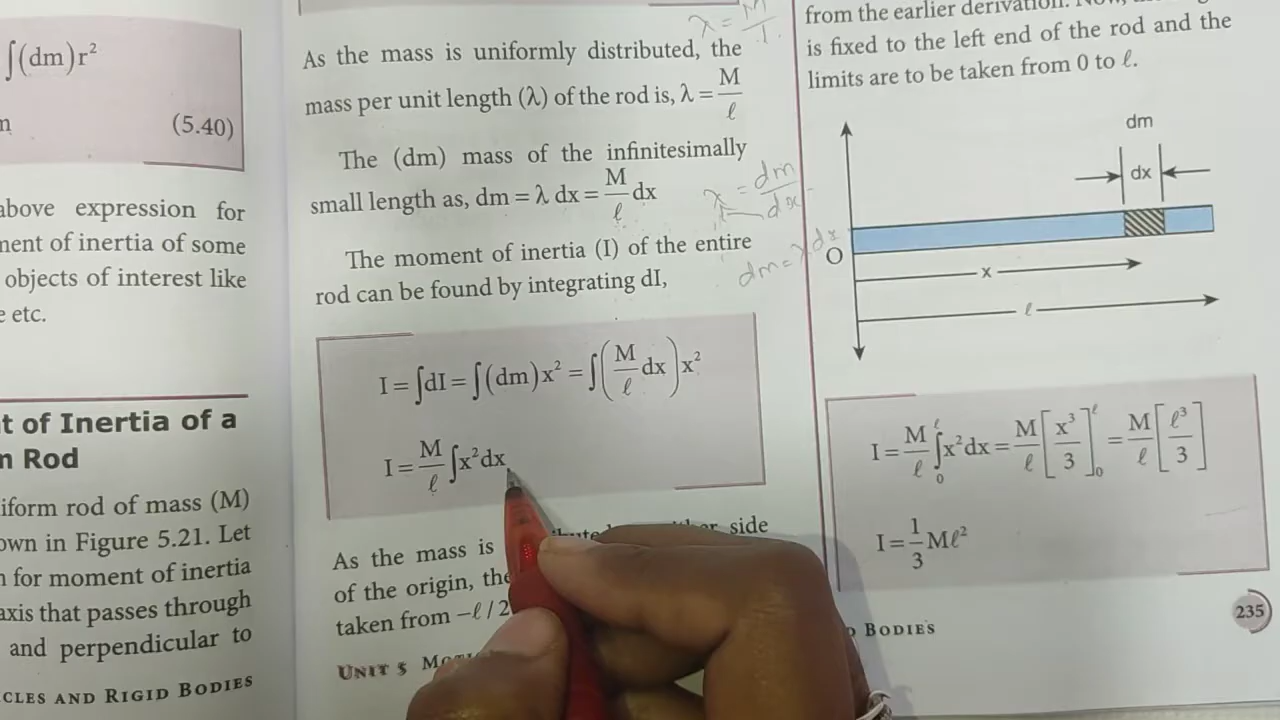 ∫(dm)r²
(5.40)
above expression for
ment of inertia of some
objects of interest like
e etc.
t of Inertia of a
n Rod
iform rod of mass (M)
own in Figure 5.21. Let
n for moment of inertia
axis that passes through
and perpendicular to
CLES AND RIGID BODIES
As the mass is uniformly distributed, the
mass per unit length (λ) of the rod is, λ = M/ℓ
The (dm) mass of the infinitesimally
small length as, dm = λ dx = M/ℓ dx
λ = dm/dx
dm = λ dx
The moment of inertia (I) of the entire
rod can be found by integrating dI,
I = ∫dI = ∫(dm)x² = ∫(M/ℓ dx)x²
I = M/ℓ ∫x²dx
As the mass is side
of the origin, the
taken from –ℓ/2
UNIT 5
from the earlier derivation.
is fixed to the left end of the rod and the
limits are to be taken from 0 to ℓ.
dm
dx
O
x
ℓ
I = M/ℓ ∫₀^ℓ x²dx = M/ℓ [x³/3]₀^ℓ = M/ℓ [ℓ³/3]
I = 1/3 Mℓ²
BODIES
235